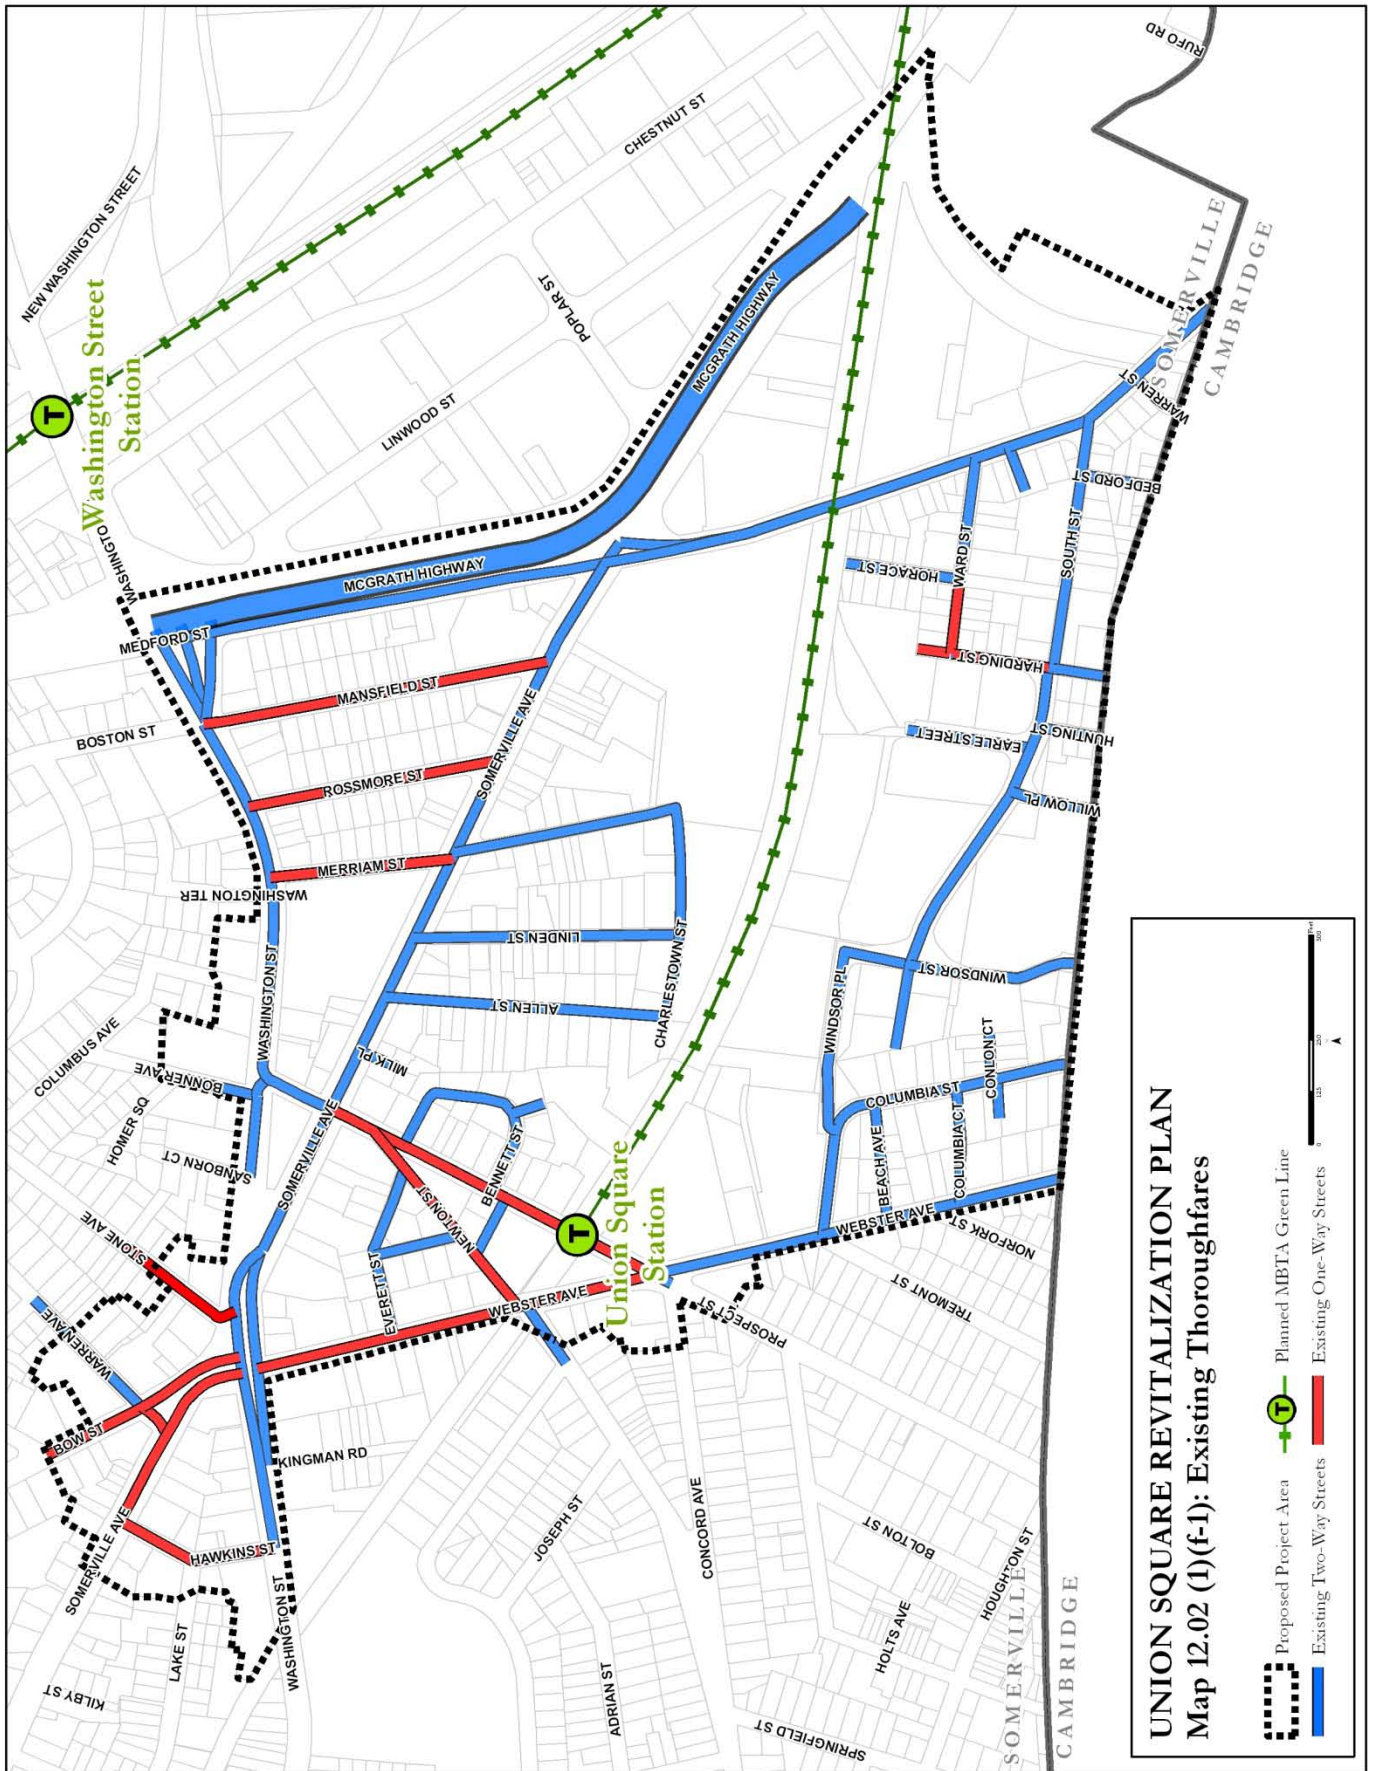 NEW WASHINGTON STREET
RUFO RD
CHESTNUT ST
Washington Street
Station
T
POPLAR ST
LINWOOD ST
MCGRATH HIGHWAY
SOMERVILLE
CAMBRIDGE
WARREN ST
BEDFORD ST
WASHINGTO
MCGRATH HIGHWAY
MEDFORD ST
WARD ST
SOUTH ST
HORACE ST
HARDING ST
BOSTON ST
MANSFIELD ST
SOMERVILLE AVE
EARLE STREET
HUNTING ST
ROSSMORE ST
WILLOW PL
MERRIAM ST
WASHINGTON TER
LINDEN ST
CHARLESTOWN ST
WINDSOR ST
WINDSOR PL
ALLEN ST
WASHINGTON ST
COLUMBUS AVE
BONNER AVE
MILK PL
CONLON CT
COLUMBIA ST
HOMER SQ
SANBORN CT
SOMERVILLE AVE
BENNETT ST
NEWTON ST
BEACH AVE
COLUMBIA CT
T
Union Square
Station
WEBSTER AVE
NORFORK ST
STONE AVE
EVERETT ST
WEBSTER AVE
PROSPECT ST
TREMONT ST
WARREN AVE
BOW ST
KINGMAN RD
SOMERVILLE AVE
HAWKINS ST
JOSEPH ST
CONCORD AVE
BOLTON ST
HOUGHTON ST
WASHINGTON ST
LAKE ST
KILBY ST
HOLTS AVE
ADRIAN ST
SPRINGFIELD ST
SOMERVILLE
CAMBRIDGE
UNION SQUARE REVITALIZATION PLAN
Map 12.02 (1)(f-1): Existing Thoroughfares
Proposed Project Area
T
Planned MBTA Green Line
Existing Two-Way Streets
Existing One-Way Streets
0
125
250
500
Feet